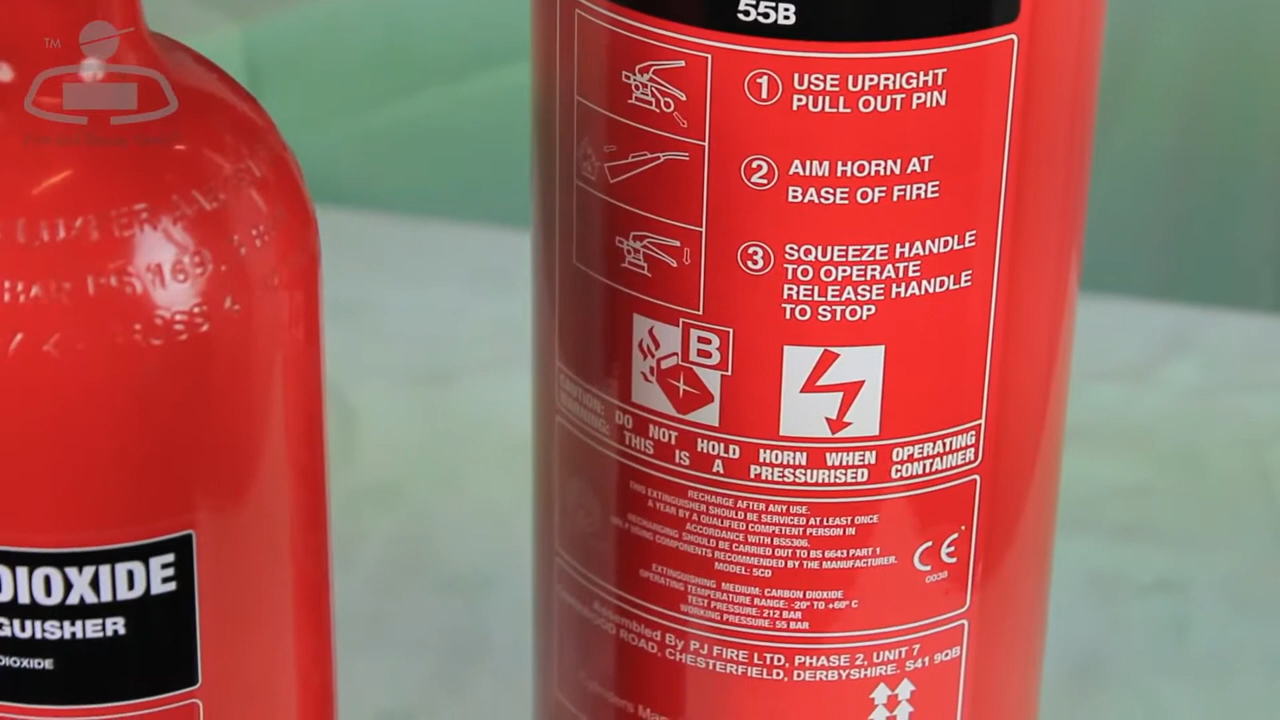 TM
55B
1 USE UPRIGHT
PULL OUT PIN
2 AIM HORN AT
BASE OF FIRE
3 SQUEEZE HANDLE
TO OPERATE
RELEASE HANDLE
TO STOP
B
CAUTION: DO NOT HOLD HORN WHEN OPERATING
WARNING: THIS IS A PRESSURISED CONTAINER
RECHARGE AFTER ANY USE.
THIS EXTINGUISHER SHOULD BE SERVICED AT LEAST ONCE
A YEAR BY A QUALIFIED COMPETENT PERSON IN
ACCORDANCE WITH BS5306.
RECHARGING SHOULD BE CARRIED OUT TO BS 6643 PART 1
USING COMPONENTS RECOMMENDED BY THE MANUFACTURER.
MODEL: 5CD
EXTINGUISHING MEDIUM: CARBON DIOXIDE
OPERATING TEMPERATURE RANGE: -20° TO +60° C
TEST PRESSURE: 212 BAR
WORKING PRESSURE: 55 BAR
CE
0038
Assembled By PJ FIRE LTD, PHASE 2, UNIT 7
ROAD, CHESTERFIELD, DERBYSHIRE. S41 9QB
DIOXIDE
GUISHER
DIOXIDE